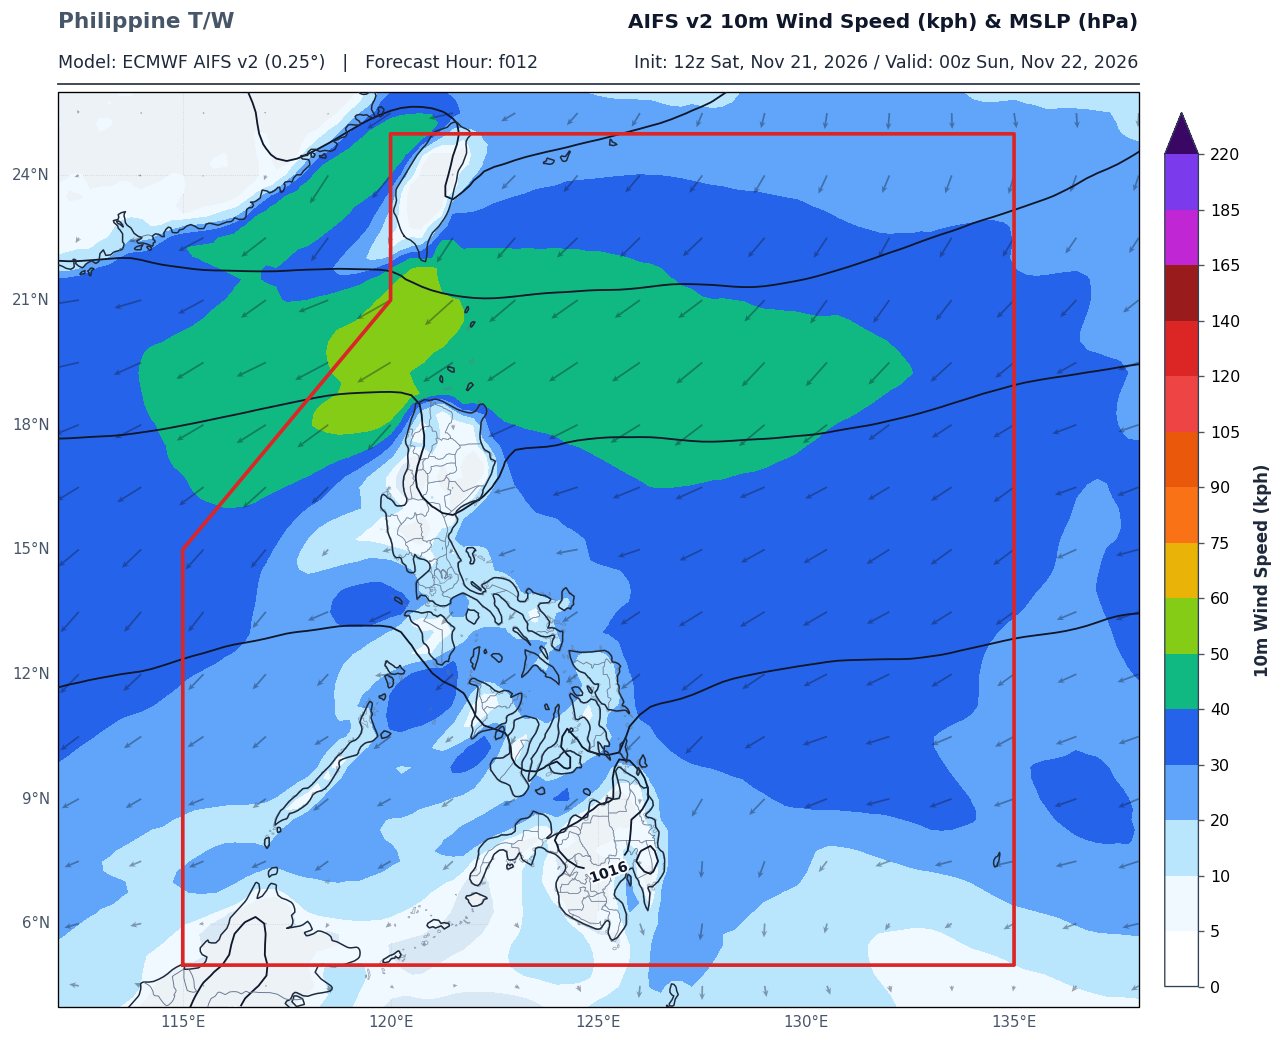 Philippine T/W
AIFS v2 10m Wind Speed (kph) & MSLP (hPa)
Model: ECMWF AIFS v2 (0.25°) | Forecast Hour: f012
Init: 12z Sat, Nov 21, 2026 / Valid: 00z Sun, Nov 22, 2026
24°N
21°N
18°N
15°N
12°N
9°N
6°N
1016
115°E
120°E
125°E
130°E
135°E
220
185
165
140
120
105
90
75
60
50
40
30
20
10
5
0
10m Wind Speed (kph)